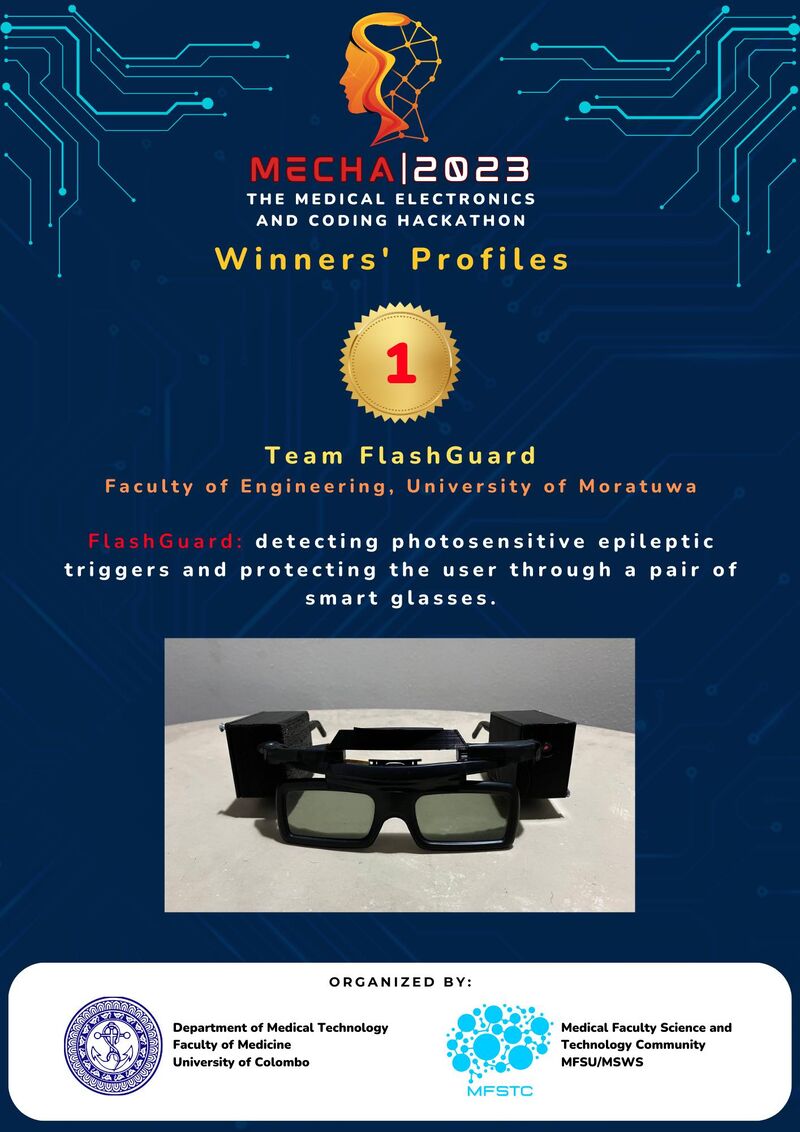 MECHA|2023
THE MEDICAL ELECTRONICS
AND CODING HACKATHON
Winners' Profiles
1
Team FlashGuard
Faculty of Engineering, University of Moratuwa
FlashGuard: detecting photosensitive epileptic
triggers and protecting the user through a pair of
smart glasses.
ORGANIZED BY:
Department of Medical Technology
Faculty of Medicine
University of Colombo
MFSTC
Medical Faculty Science and
Technology Community
MFSU/MSWS